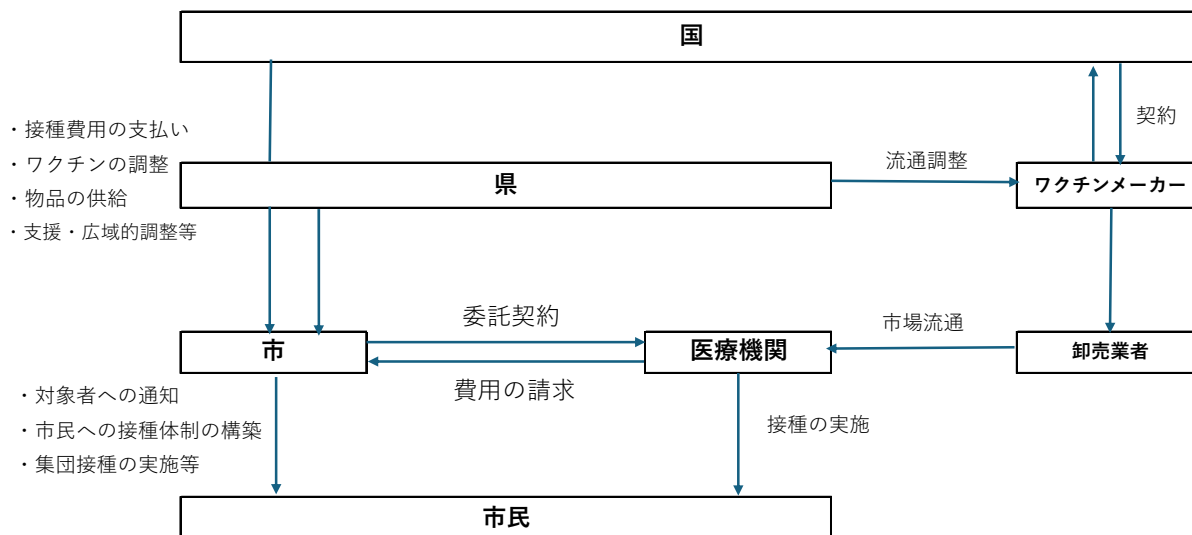 国
・接種費用の支払い
・ワクチンの調整
・物品の供給
・支援・広域的調整等
契約
県
流通調整
ワクチンメーカー
委託契約
市場流通
市
医療機関
卸売業者
費用の請求
・対象者への通知
・市民への接種体制の構築
・集団接種の実施等
接種の実施
市民